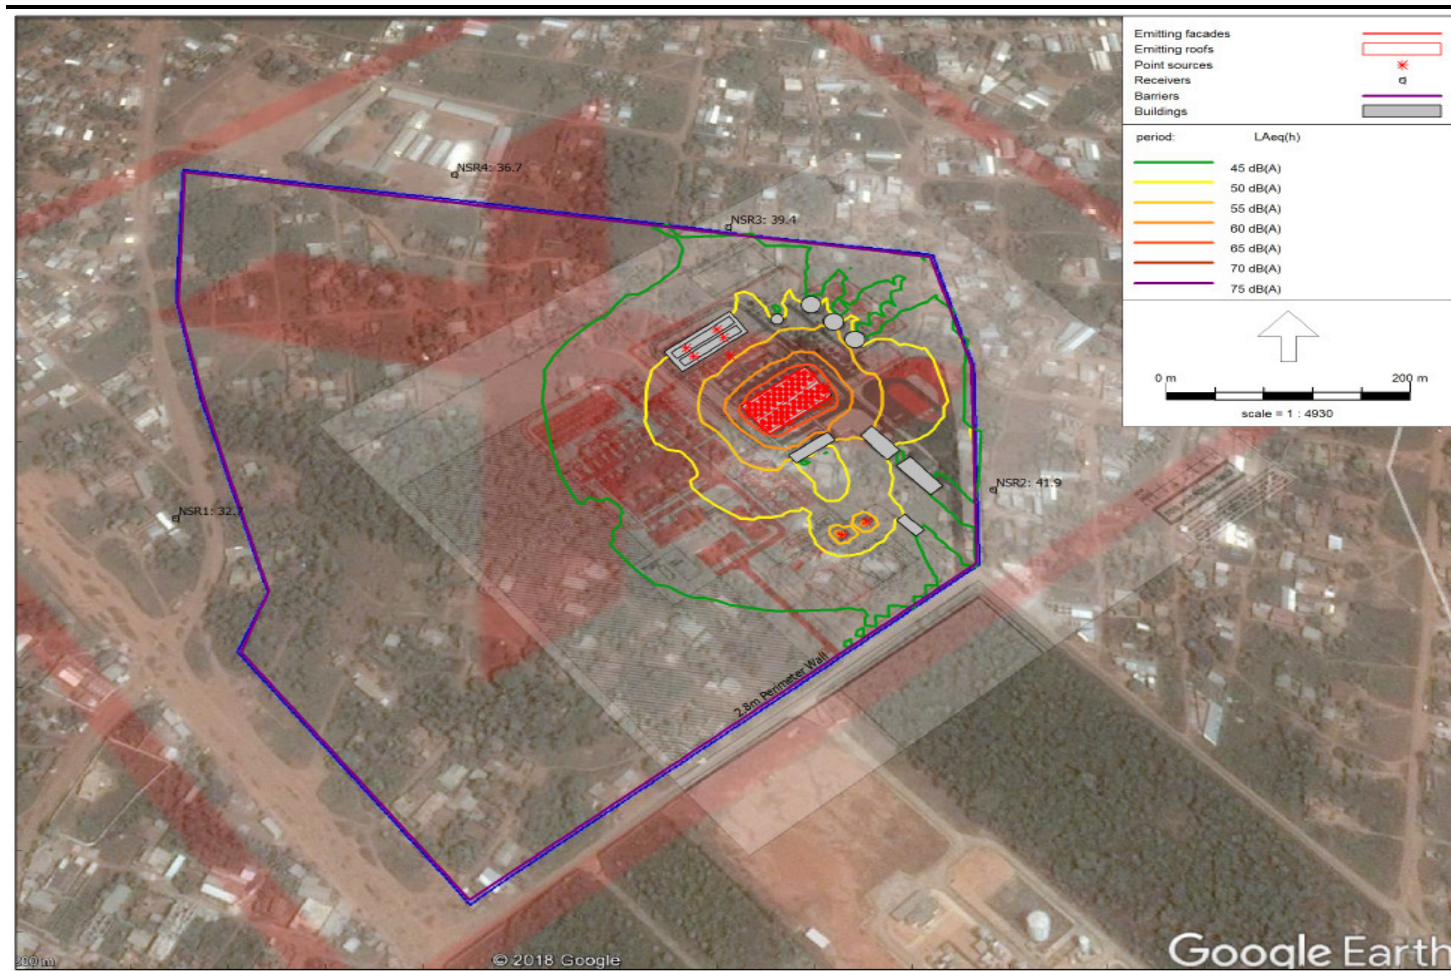 Emitting facades
Emitting roofs
Point sources
Receivers
Barriers
Buildings
period: LAeq(h)
45 dB(A)
50 dB(A)
55 dB(A)
60 dB(A)
65 dB(A)
70 dB(A)
75 dB(A)
0 m 200 m
scale = 1 : 4930
NSR4: 36.7
NSR3: 39.4
NSR2: 41.9
NSR1: 32.7
2.8m Perimeter Wall
© 2018 Google
Google Earth